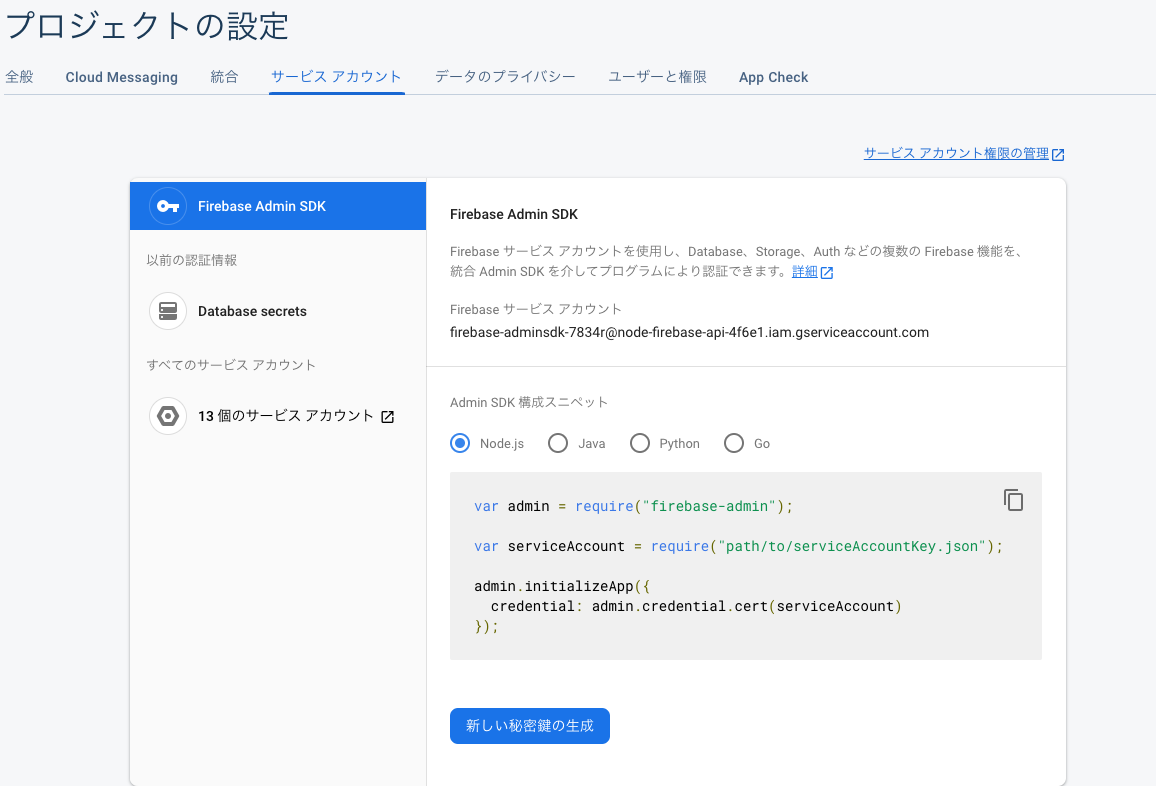 プロジェクトの設定
全般 Cloud Messaging 統合 サービス アカウント データのプライバシー ユーザーと権限 App Check
サービス アカウント権限の管理
Firebase Admin SDK
以前の認証情報
Database secrets
すべてのサービス アカウント
13 個のサービス アカウント
Firebase Admin SDK
Firebase サービス アカウントを使用し、Database、Storage、Auth などの複数の Firebase 機能を、
統合 Admin SDK を介してプログラムにより認証できます。詳細
Firebase サービス アカウント
firebase-adminsdk-7834r@node-firebase-api-4f6e1.iam.gserviceaccount.com
Admin SDK 構成スニペット
Node.js Java Python Go
var admin = require("firebase-admin");
var serviceAccount = require("path/to/serviceAccountKey.json");
admin.initializeApp({
  credential: admin.credential.cert(serviceAccount)
});
新しい秘密鍵の生成